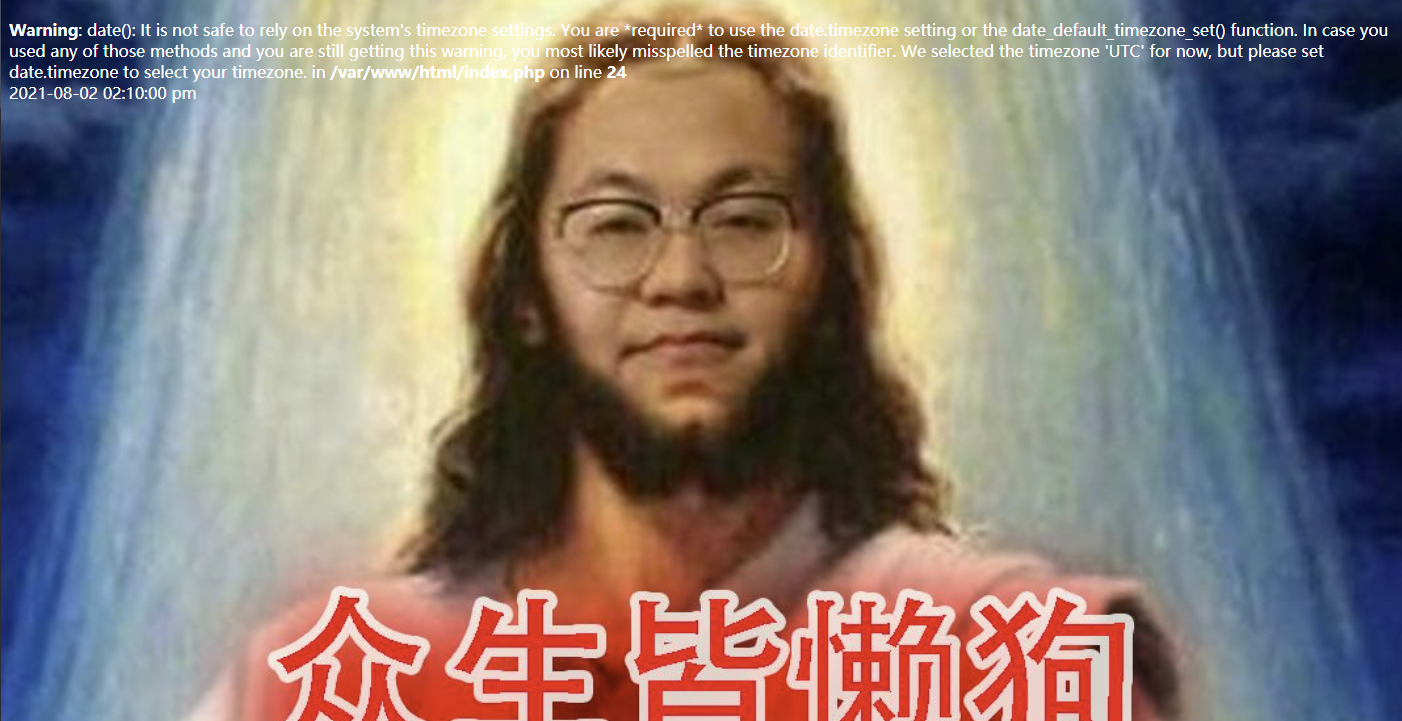 Warning: date(): It is not safe to rely on the system's timezone settings. You are *required* to use the date.timezone setting or the date_default_timezone_set() function. In case you
used any of those methods and you are still getting this warning, you most likely misspelled the timezone identifier. We selected the timezone 'UTC' for now, but please set
date.timezone to select your timezone. in /var/www/html/index.php on line 24
2021-08-02 02:10:00 pm
众生皆懒狗